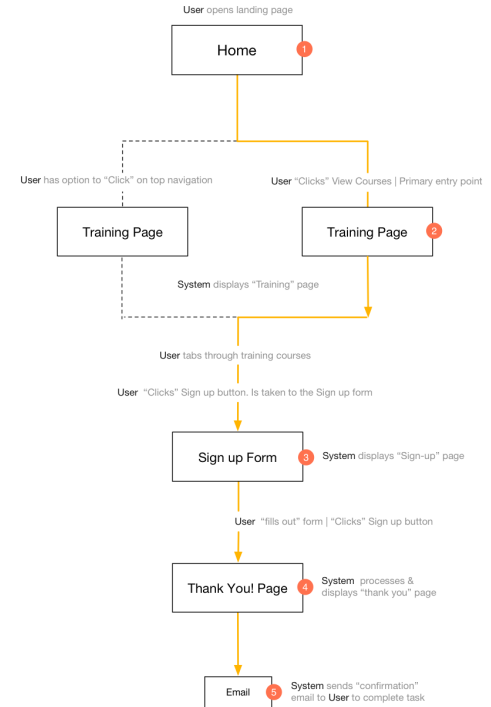 User opens landing page
Home
1
User has option to “Click” on top navigation
User “Clicks” View Courses | Primary entry point
Training Page
Training Page
2
System displays “Training” page
User tabs through training courses
User “Clicks” Sign up button. Is taken to the Sign up form
Sign up Form
3
System displays “Sign-up” page
User “fills out” form | “Clicks” Sign up button
Thank You! Page
4
System processes &
displays “thank you” page
Email
5
System sends “confirmation”
email to User to complete task